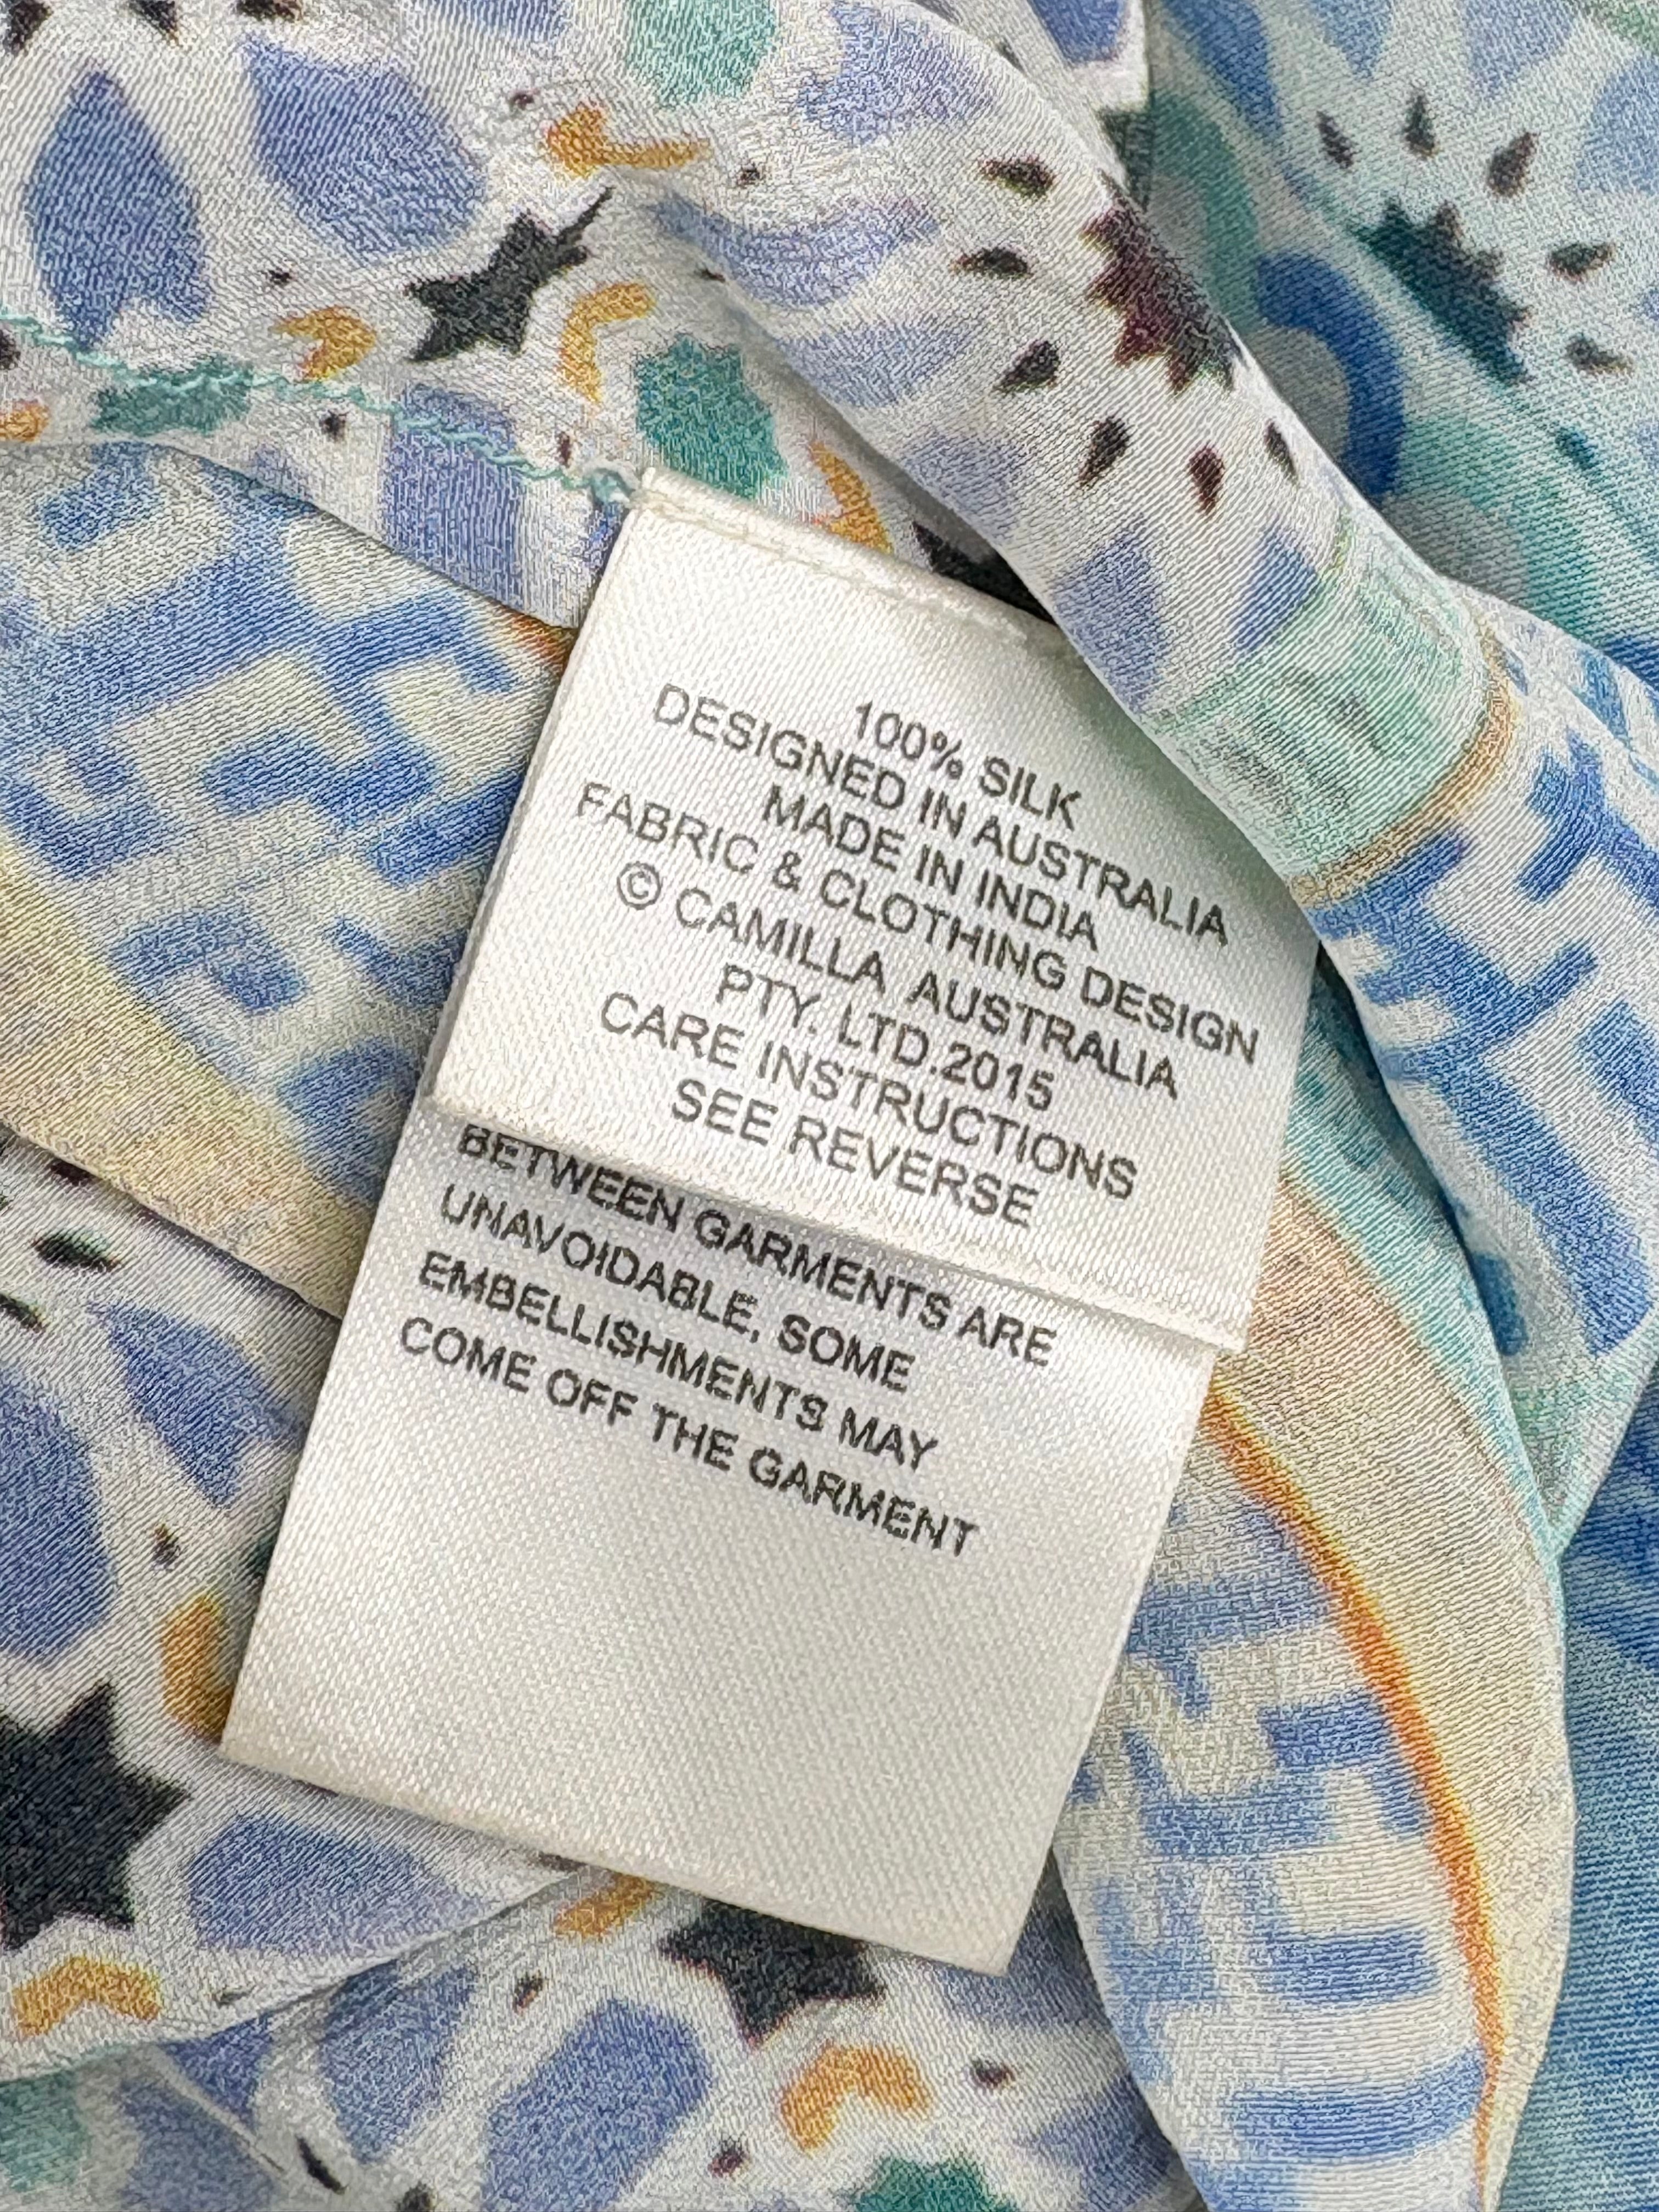 100% SILK
DESIGNED IN AUSTRALIA
MADE IN INDIA
FABRIC & CLOTHING DESIGN
© CAMILLA AUSTRALIA
PTY. LTD.2015
CARE INSTRUCTIONS
SEE REVERSE
BETWEEN GARMENTS ARE
UNAVOIDABLE, SOME
EMBELLISHMENTS MAY
COME OFF THE GARMENT